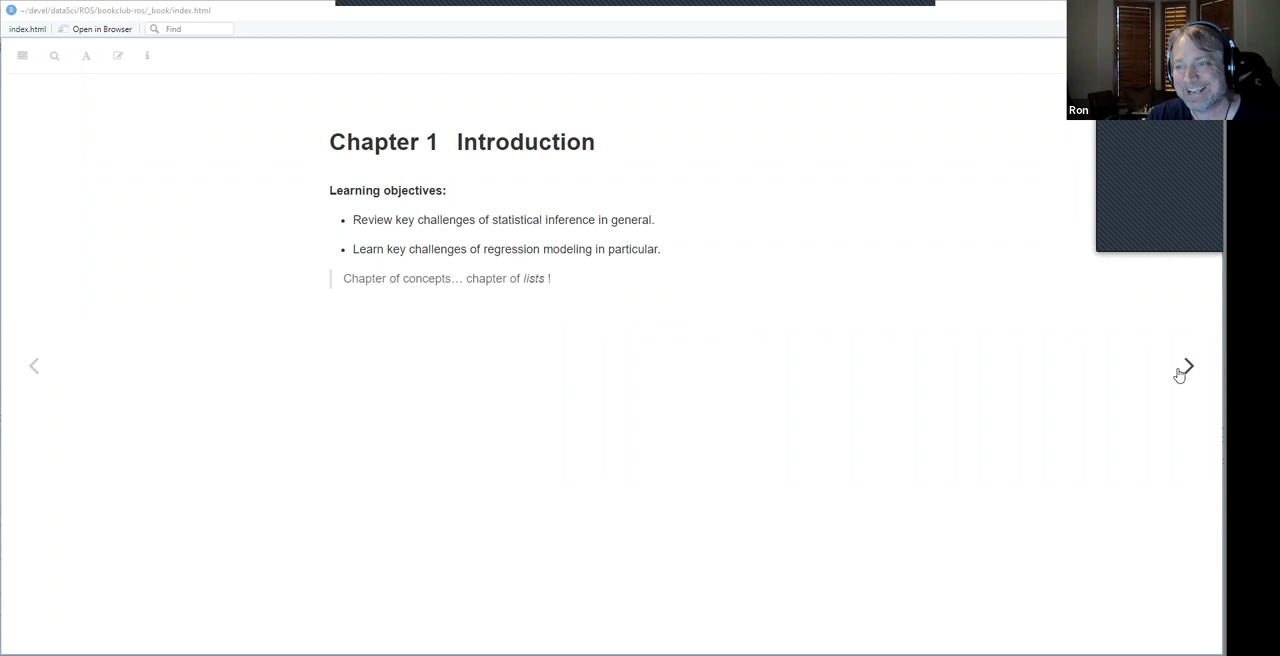 ~/devel/dataSci/ROS/bookclub-ros/_book/index.html
index.html Open in Browser Find
A i
Ron
Chapter 1 Introduction
Learning objectives:
• Review key challenges of statistical inference in general.
• Learn key challenges of regression modeling in particular.
Chapter of concepts… chapter of lists !